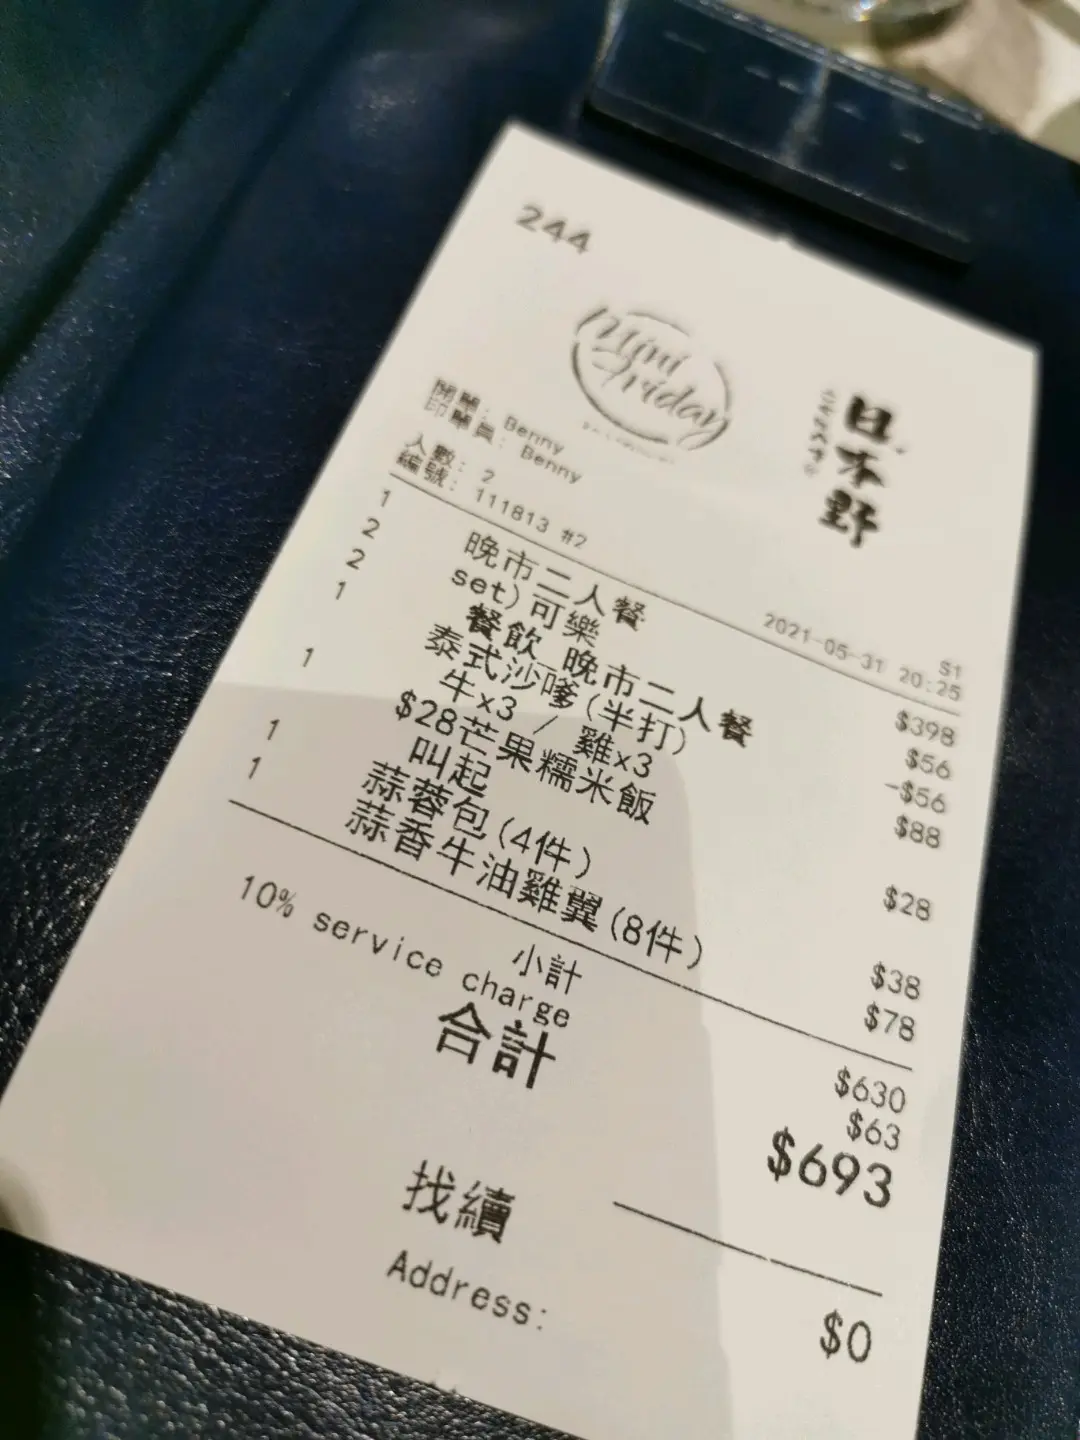 244
Mini
Friday
日本野
開單: Benny
印單員: Benny
人數: 2
編號: 111813 #2
S1
2021-05-31 20:25
1 晚市二人餐 $398
2 set)可樂 $56
2 餐飲 晚市二人餐 -$56
1 泰式沙嗲(半打) $88
牛x3 / 雞x3
1 $28芒果糯米飯 $28
叫起
1 蒜蓉包(4件) $38
1 蒜香牛油雞翼(8件) $78
小計 $630
10% service charge $63
合計 $693
找續 $0
Address: